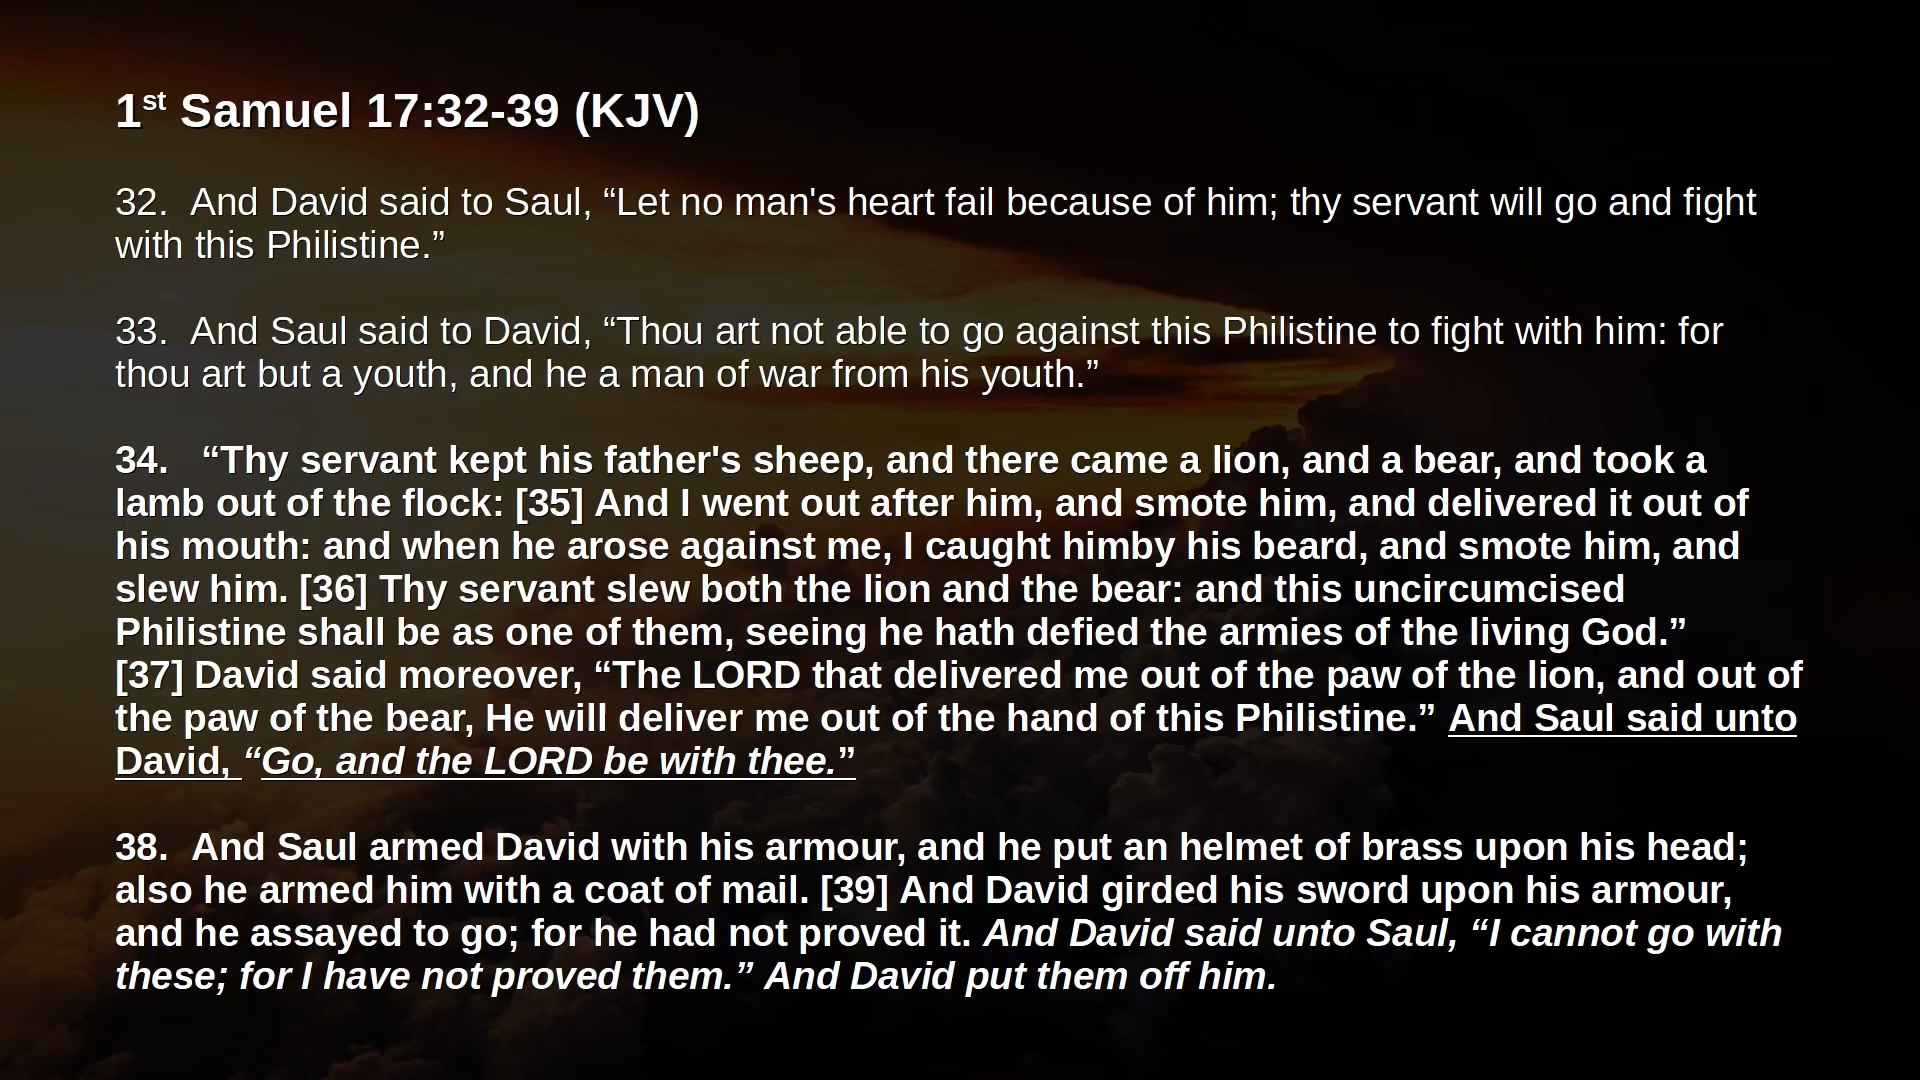 1st Samuel 17:32-39 (KJV)
32.  And David said to Saul, “Let no man's heart fail because of him; thy servant will go and fight
with this Philistine.”
33.  And Saul said to David, “Thou art not able to go against this Philistine to fight with him: for
thou art but a youth, and he a man of war from his youth.”
34.   “Thy servant kept his father's sheep, and there came a lion, and a bear, and took a
lamb out of the flock: [35] And I went out after him, and smote him, and delivered it out of
his mouth: and when he arose against me, I caught himby his beard, and smote him, and
slew him. [36] Thy servant slew both the lion and the bear: and this uncircumcised
Philistine shall be as one of them, seeing he hath defied the armies of the living God.”
[37] David said moreover, “The LORD that delivered me out of the paw of the lion, and out of
the paw of the bear, He will deliver me out of the hand of this Philistine.” And Saul said unto
David, “Go, and the LORD be with thee.”
38.  And Saul armed David with his armour, and he put an helmet of brass upon his head;
also he armed him with a coat of mail. [39] And David girded his sword upon his armour,
and he assayed to go; for he had not proved it. And David said unto Saul, “I cannot go with
these; for I have not proved them.” And David put them off him.